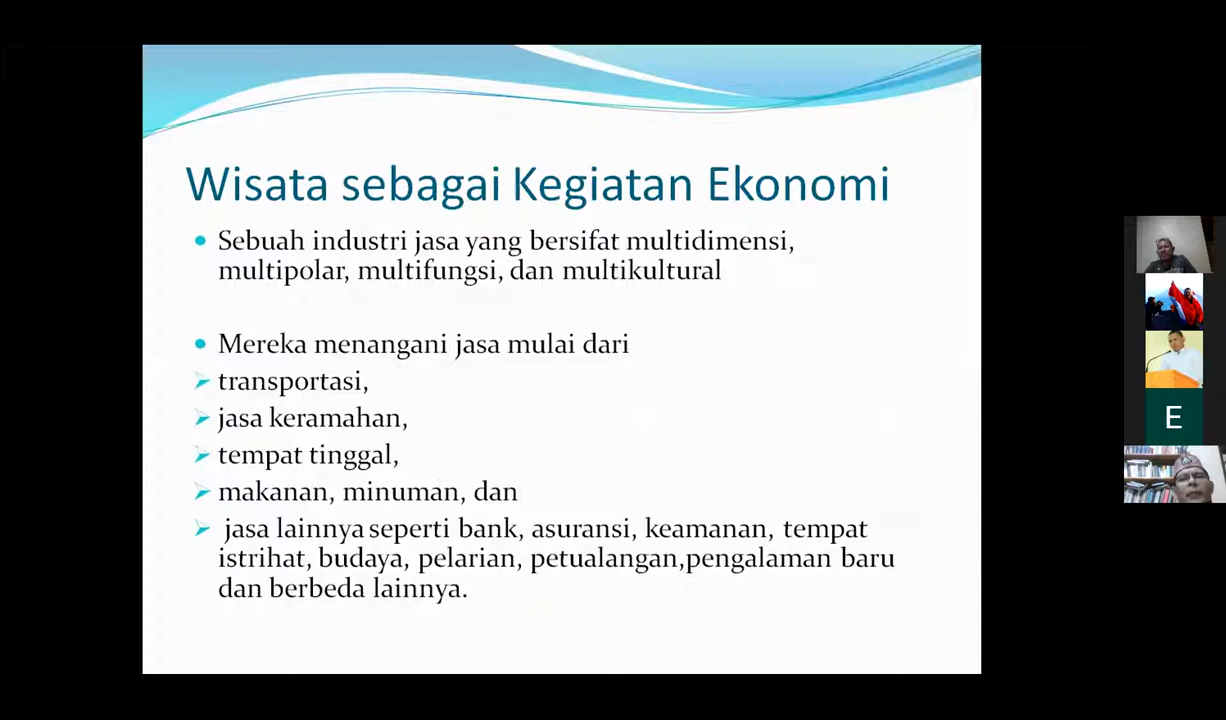 Wisata sebagai Kegiatan Ekonomi
Sebuah industri jasa yang bersifat multidimensi,
multipolar, multifungsi, dan multikultural
Mereka menangani jasa mulai dari
transportasi,
jasa keramahan,
tempat tinggal,
makanan, minuman, dan
jasa lainnya seperti bank, asuransi, keamanan, tempat
istrihat, budaya, pelarian, petualangan,pengalaman baru
dan berbeda lainnya.
E